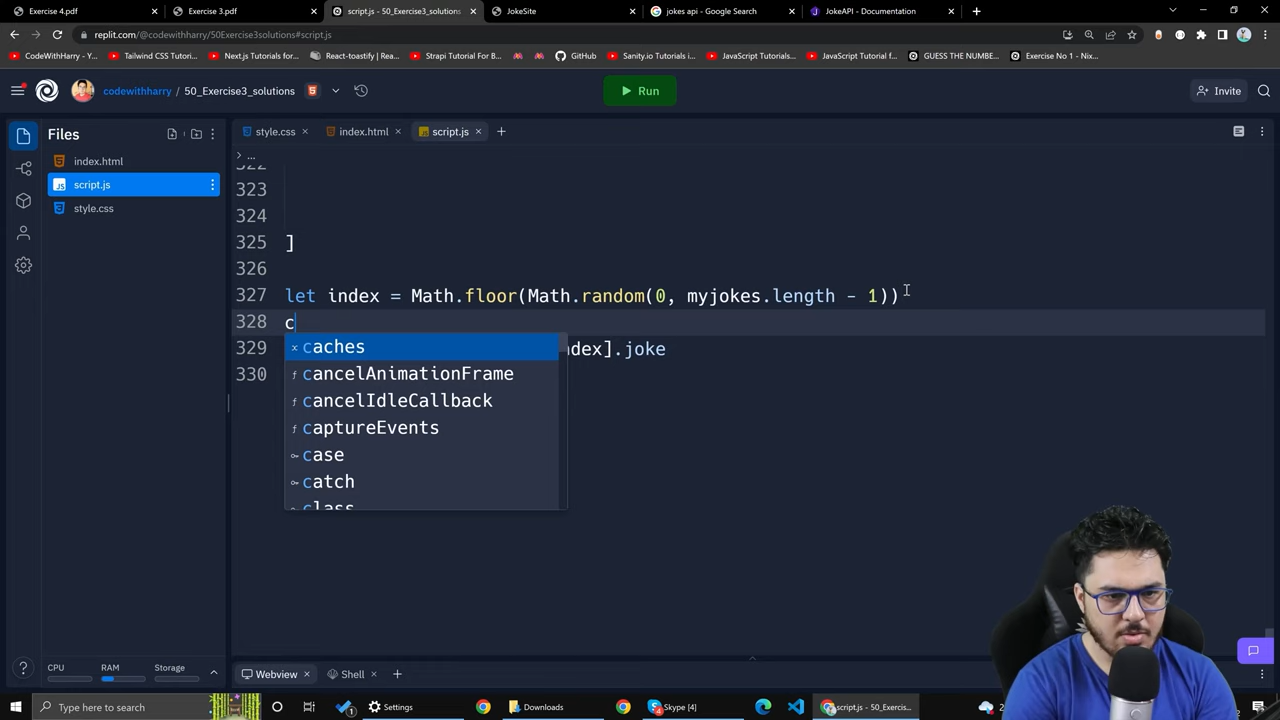 Exercise 4.pdf
Exercise 3.pdf
script.js - 50_Exercise3_solutions
JokeSite
jokes api - Google Search
JokeAPI - Documentation
replit.com/@codewithharry/50Exercise3solutions#script.js
CodeWithHarry - Y...
Tailwind CSS Tutori...
Next.js Tutorials for...
React-toastify | Rea...
Strapi Tutorial For B...
GitHub
Sanity.io Tutorials i...
JavaScript Tutorial...
JavaScript Tutorial f...
GUESS THE NUMBE...
Exercise No 1 - Nix...
codewithharry / 50_Exercise3_solutions
Run
Invite
Files
style.css
index.html
script.js
...
index.html
script.js
style.css
322
323
324
325 ]
326
327 let index = Math.floor(Math.random(0, myjokes.length - 1))
328 c
caches
329 ndex].joke
cancelAnimationFrame
330
cancelIdleCallback
captureEvents
case
catch
class
CPU RAM Storage
Webview
Shell
Type here to search
Settings
Downloads
Skype [4]
script.js - 50_Exerc...